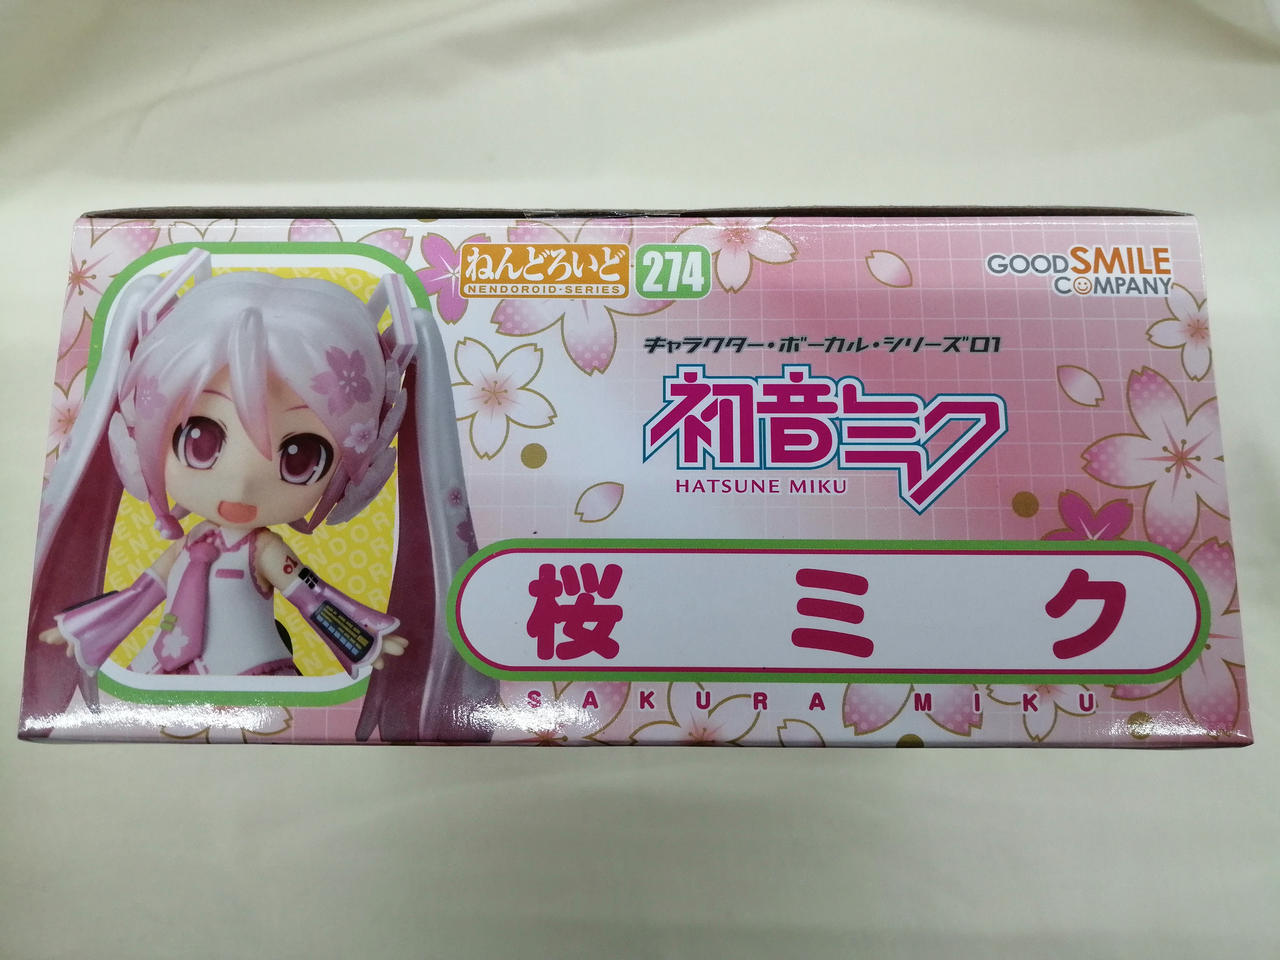 ねんどろいど 274
NENDOROID-SERIES
GOOD SMILE
COMPANY
キャラクター・ボーカル・シリーズ01
初音ミク
HATSUNE MIKU
桜ミク
SAKURA MIKU
01